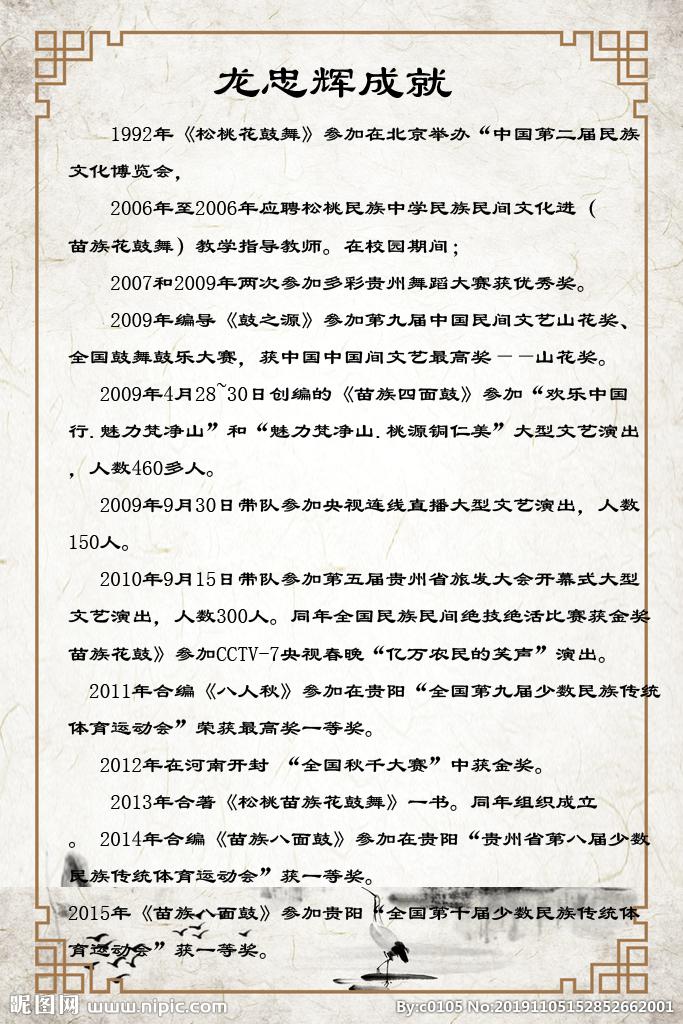 龙忠辉成就
1992年《松桃花鼓舞》参加在北京举办“中国第二届民族
文化博览会，
2006年至2006年应聘松桃民族中学民族民间文化进（
苗族花鼓舞）教学指导教师。在校园期间；
2007和2009年两次参加多彩贵州舞蹈大赛获优秀奖。
2009年编导《鼓之源》参加第九届中国民间文艺山花奖、
全国鼓舞鼓乐大赛，获中国中国间文艺最高奖－－山花奖。
2009年4月28~30日创编的《苗族四面鼓》参加“欢乐中国
行.魅力梵净山”和“魅力梵净山.桃源铜仁美”大型文艺演出
，人数460多人。
2009年9月30日带队参加央视连线直播大型文艺演出，人数
150人。
2010年9月15日带队参加第五届贵州省旅发大会开幕式大型
文艺演出，人数300人。同年全国民族民间绝技绝活比赛获金奖
苗族花鼓》参加CCTV-7央视春晚“亿万农民的笑声”演出。
2011年合编《八人秋》参加在贵阳“全国第九届少数民族传统
体育运动会”荣获最高奖一等奖。
2012年在河南开封 “全国秋千大赛”中获金奖。
2013年合著《松桃苗族花鼓舞》一书。同年组织成立
。 2014年合编《苗族八面鼓》参加在贵阳“贵州省第八届少数
民族传统体育运动会”获一等奖。
2015年《苗族八面鼓》参加贵阳“全国第十届少数民族传统体
育运动会”获一等奖。
昵图网 www.nipic.com
By:c0105 No:20191105152852662001